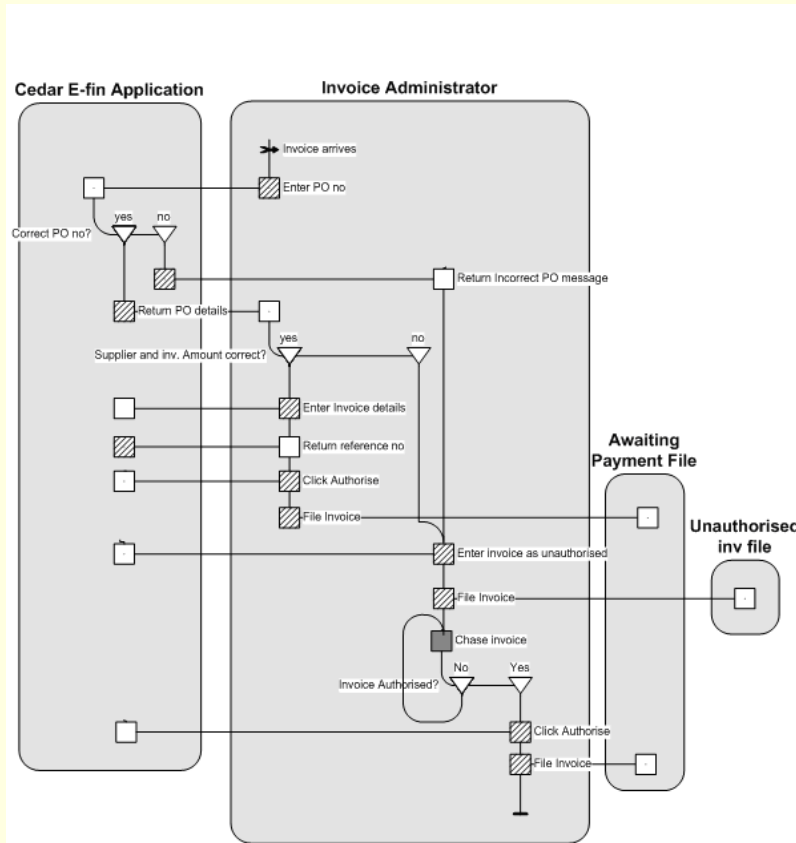 Cedar E-fin Application
Invoice Administrator
Invoice arrives
Enter PO no
yes
no
Correct PO no?
Return Incorrect PO message
Return PO details
yes
no
Supplier and inv. Amount correct?
Enter Invoice details
Return reference no
Click Authorise
File Invoice
Awaiting
Payment File
Unauthorised
inv file
Enter invoice as unauthorised
File Invoice
Chase invoice
No
Yes
Invoice Authorised?
Click Authorise
File Invoice